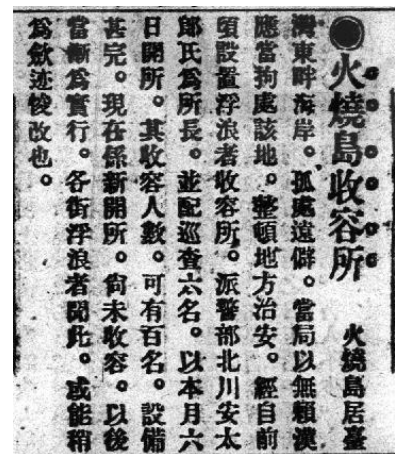 ●火燒島收容所　火燒島居臺
灣東畔海岸。孤處遠僻。當局以無賴漢
應當拘處該地。整頓地方治安。經自前
頃設置浮浪者收容所。派警部北川安太
郎氏為所長。並配巡查六名。以本月六
日開所。其收容人數。可有百名。設備
甚完。現在係新開所。尙未收容。以後
當漸為實行。各街浮浪者聞此。或能稍
為斂迹悛改也。